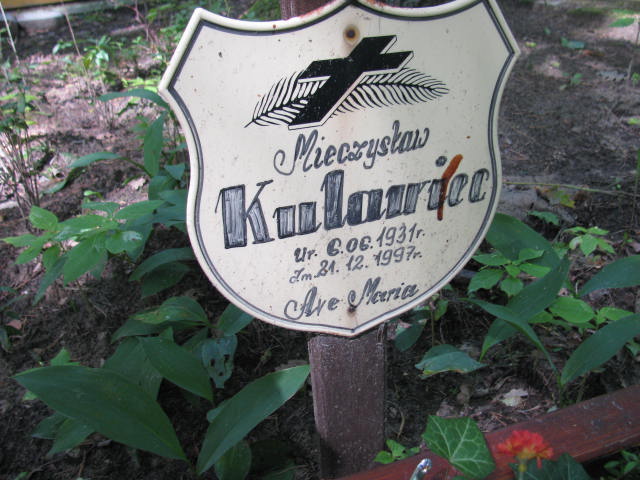 Mieczysław
Kulawiec
ur. 6.06.1931r.
Zm. 21.12.1997r.
Ave Maria